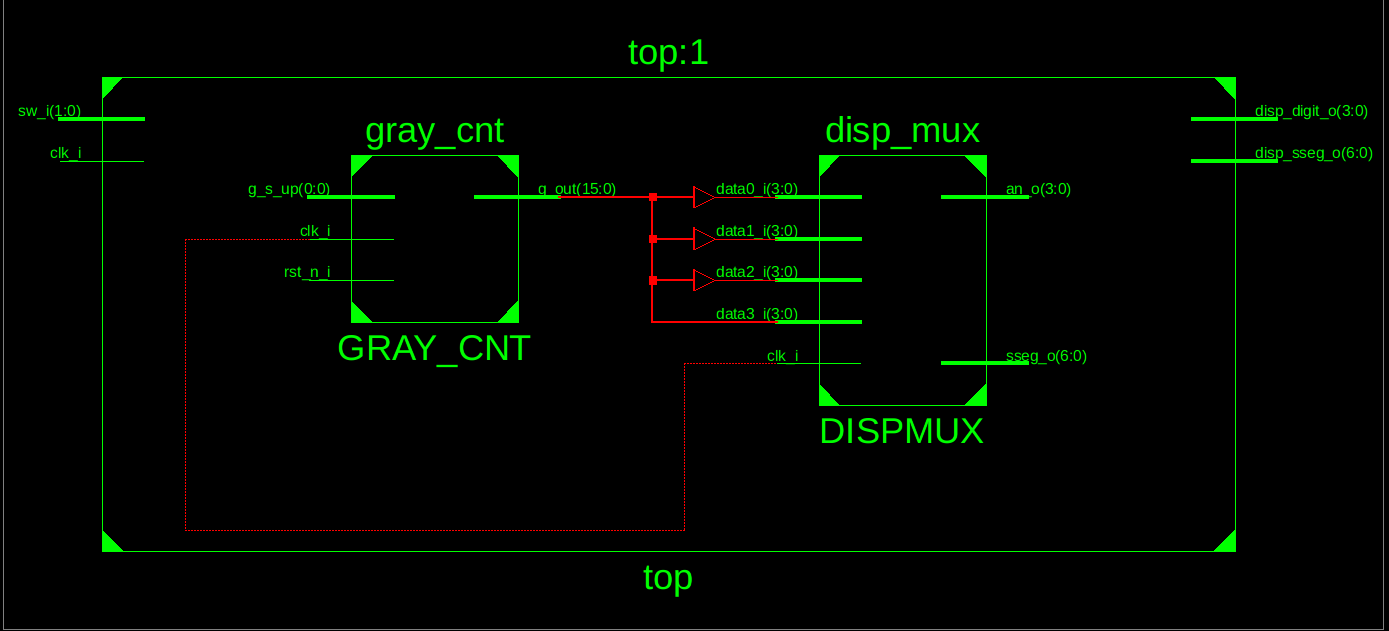 top:1
sw_i(1:0)
disp_digit_o(3:0)
clk_i
disp_sseg_o(6:0)
gray_cnt
disp_mux
g_s_up(0:0)
g_out(15:0)
data0_i(3:0)
an_o(3:0)
clk_i
data1_i(3:0)
rst_n_i
data2_i(3:0)
data3_i(3:0)
GRAY_CNT
clk_i
sseg_o(6:0)
DISPMUX
top